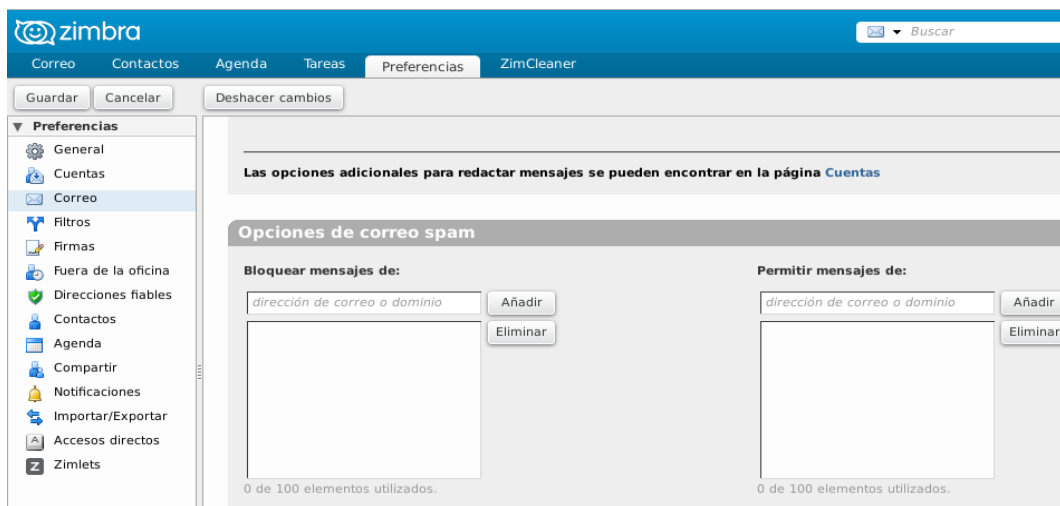 zimbra
Buscar
Correo Contactos Agenda Tareas Preferencias ZimCleaner
Guardar Cancelar Deshacer cambios
Preferencias
General
Cuentas
Correo
Filtros
Firmas
Fuera de la oficina
Direcciones fiables
Contactos
Agenda
Compartir
Notificaciones
Importar/Exportar
A Accesos directos
Z Zimlets
Las opciones adicionales para redactar mensajes se pueden encontrar en la página Cuentas
Opciones de correo spam
Bloquear mensajes de:
dirección de correo o dominio Añadir
Eliminar
0 de 100 elementos utilizados.
Permitir mensajes de:
dirección de correo o dominio Añadir
Eliminar
0 de 100 elementos utilizados.